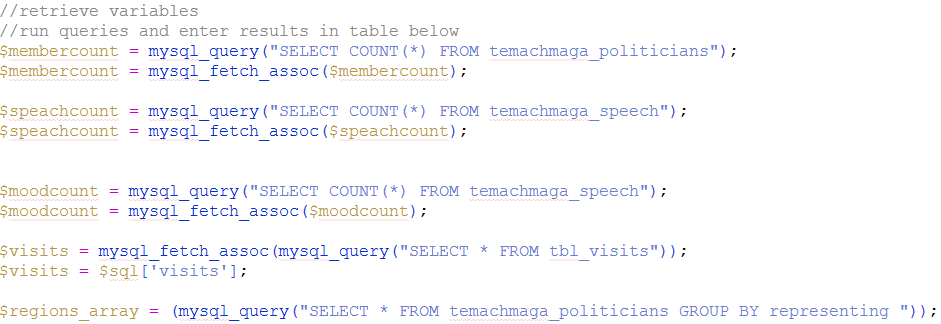 //retrieve variables
//run queries and enter results in table below
$membercount = mysql_query("SELECT COUNT(*) FROM temachmaga_politicians");
$membercount = mysql_fetch_assoc($membercount);
$speachcount = mysql_query("SELECT COUNT(*) FROM temachmaga_speech");
$speachcount = mysql_fetch_assoc($speachcount);
$moodcount = mysql_query("SELECT COUNT(*) FROM temachmaga_speech");
$moodcount = mysql_fetch_assoc($moodcount);
$visits = mysql_fetch_assoc(mysql_query("SELECT * FROM tbl_visits"));
$visits = $sql['visits'];
$regions_array = (mysql_query("SELECT * FROM temachmaga_politicians GROUP BY representing "));